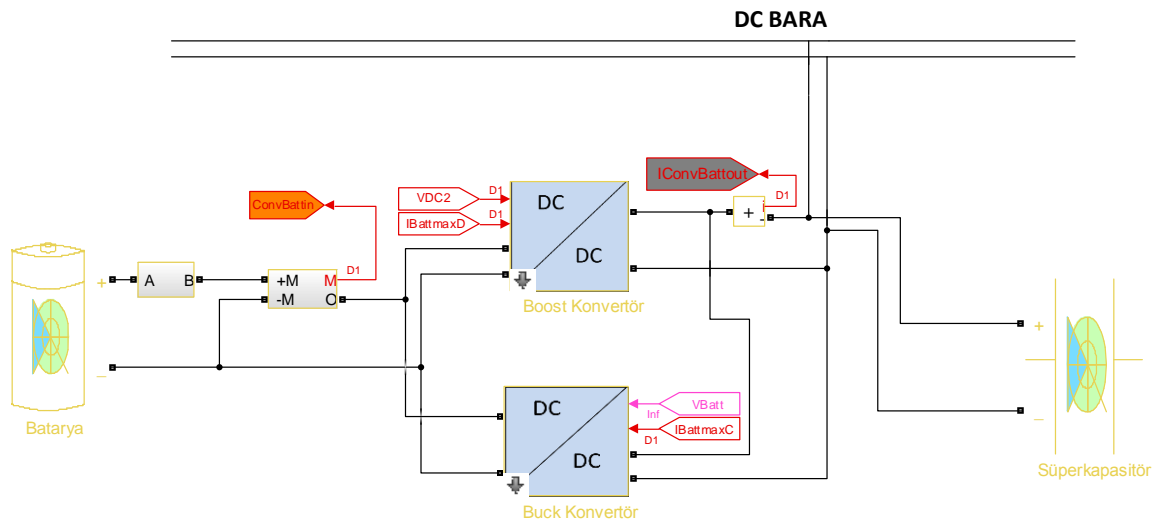 DC BARA
IConvBattout
D1
ConvBattin
D1
VDC2
D1
IBattmaxD
D1
DC
DC
+
i
-
A
B
+M
M
-M
O
+
−
Batarya
Boost Konvertör
+
−
Süperkapasitör
DC
DC
VBatt
Inf
IBattmaxC
D1
Buck Konvertör